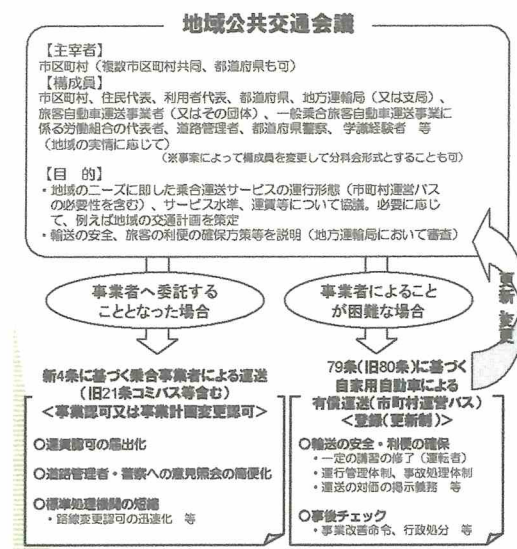 地域公共交通会議
【主宰者】
市区町村(複数市区町村共同、都道府県も可)
【構成員】
市区町村、住民代表、利用者代表、都道府県、地方運輸局(又は支局)、
旅客自動車運送事業者(又はその団体)、一般乗合旅客自動車運送事業に
係る労働組合の代表者、道路管理者、都道府県警察、学識経験者 等
(地域の実情に応じて)
(※事案によって構成員を変更して分科会形式とすることも可)
【目 的】
・地域のニーズに即した乗合運送サービスの運行形態(市町村運営バス
の必要性を含む)、サービス水準、運賃等について協議。必要に応じ
て、例えば地域の交通計画を策定
・輸送の安全、旅客の利便の確保方策等を説明(地方運輸局において審査)
事業者へ委託する
こととなった場合
事業者によること
が困難な場合
更新・変更
新4条に基づく乗合事業者による運送
(旧21条コミバス等含む)
<事業認可又は事業計画変更認可>
○運賃認可の届出化
○道路管理者・警察への意見照会の簡便化
○標準処理機関の短縮
・路線変更認可の迅速化 等
79条(旧80条)に基づく
自家用自動車による
有償運送(市町村運営バス)
<登録(更新制)>
○輸送の安全・利便の確保
・一定の講習の修了(運転者)
・運行管理体制、事故処理体制
・運送の対価の掲示義務 等
○事後チェック
・事業改善命令、行政処分 等